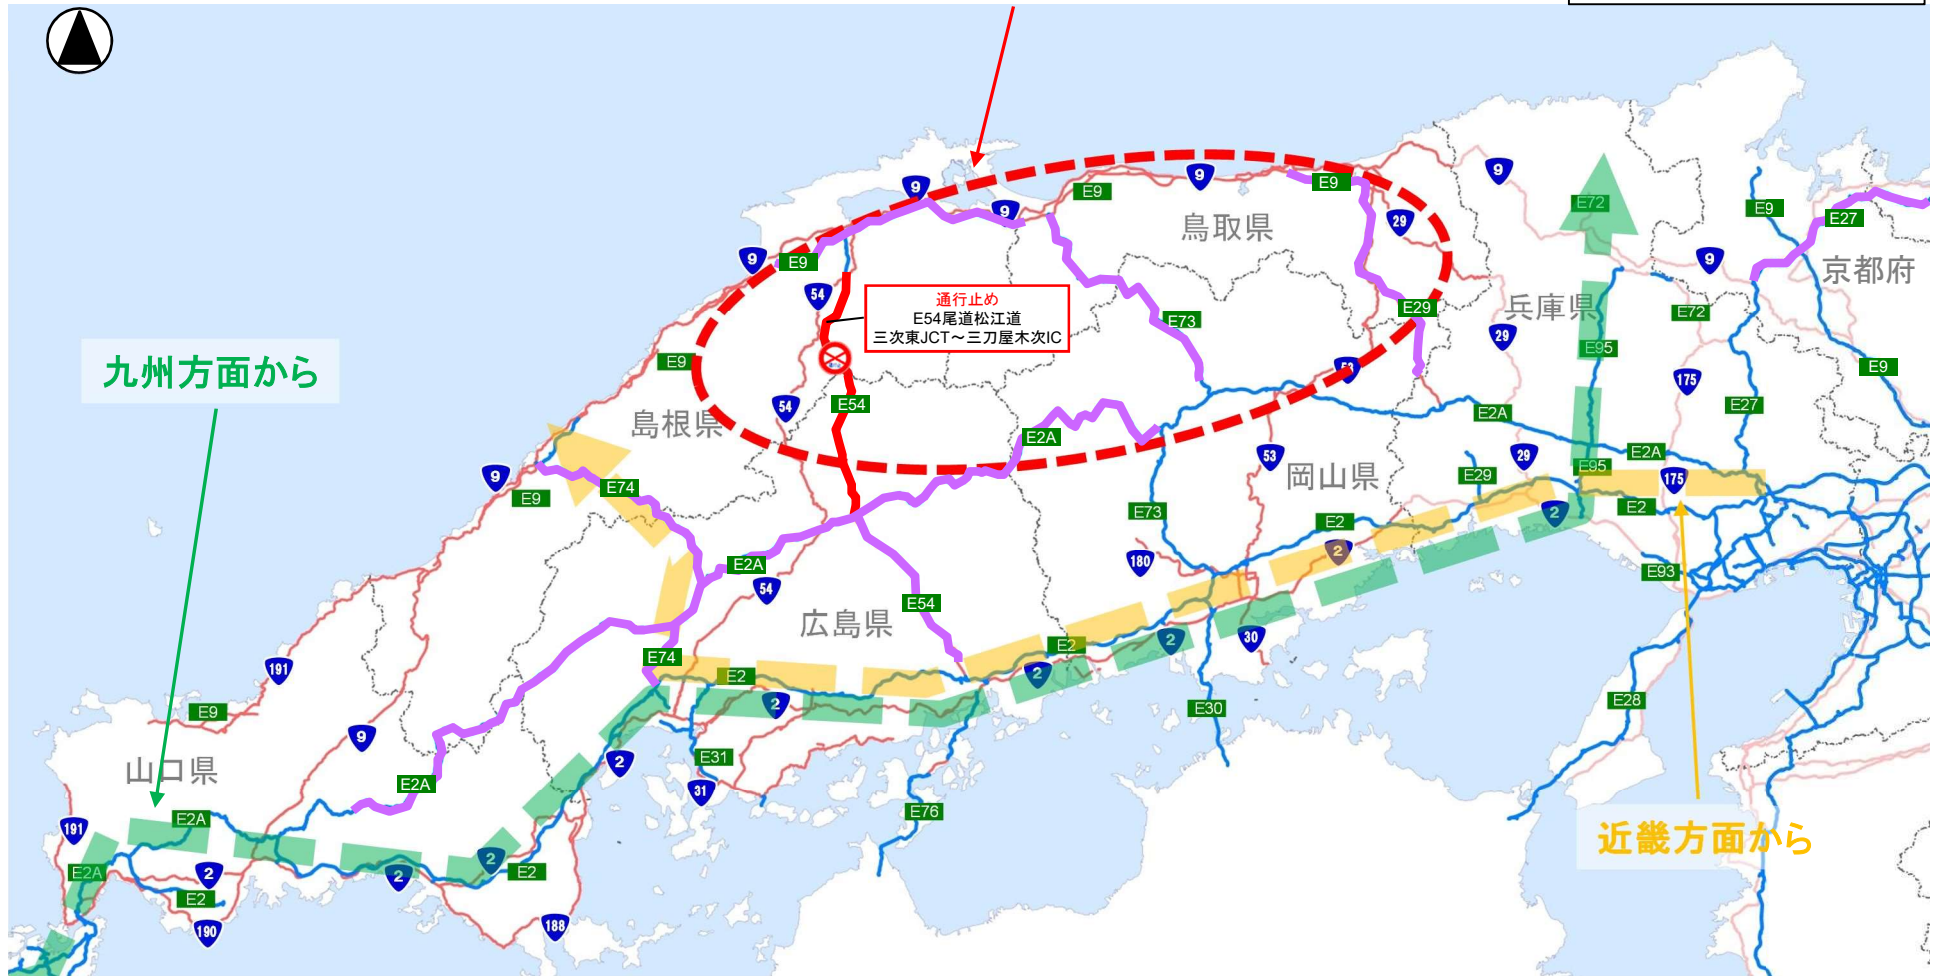 9
9
9
9
E9
E9
鳥取県
29
E72
E9
E27
9
京都府
9
E9
54
通行止め
E54尾道松江道
三次東JCT～三刀屋木次IC
E73
E29
兵庫県
E72
29
E95
九州方面から
E9
53
E9
175
54
E54
島根県
E2A
E27
E2A
53
29
E2A
岡山県
E29
E95
175
9
E9
E74
E73
E2
2
E2
E2A
180
2
E93
54
E54
広島県
E74
E2
2
30
191
E2
2
2
E9
E30
E28
9
2
E31
31
山口県
E2A
E2A
E76
191
近畿方面から
E2A
2
2
2
E2
E2
190
188